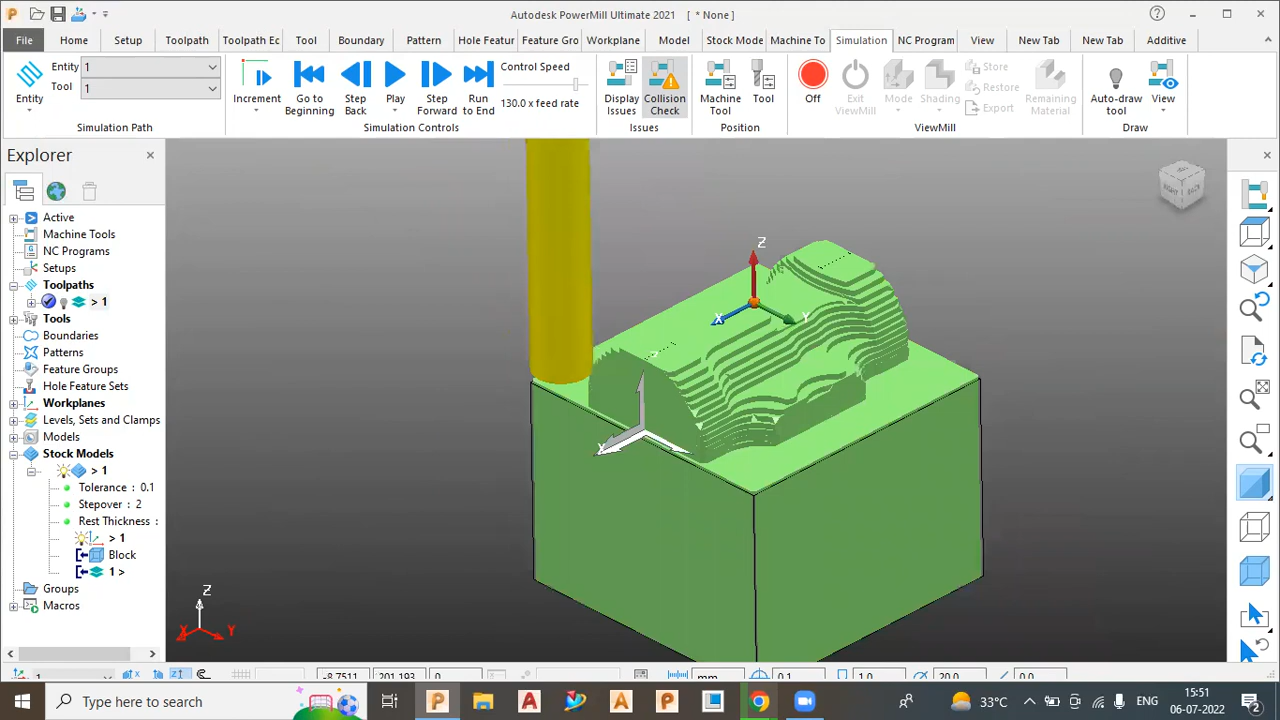 Autodesk PowerMill Ultimate 2021 [ * None ]
File Home Setup Toolpath Toolpath Ec Tool Boundary Pattern Hole Featur Feature Gro Workplane Model Stock Mode Machine To Simulation NC Program View New Tab New Tab Additive
Entity 1
Tool 1
Entity
Simulation Path
Increment
Go to Beginning
Step Back
Play
Step Forward
Run to End
Control Speed
130.0 x feed rate
Simulation Controls
Display Issues
Collision Check
Issues
Machine Tool
Tool
Position
Off
Exit ViewMill
Mode
Shading
Store
Restore
Export
Remaining Material
ViewMill
Auto-draw tool
View
Draw
Explorer
Active
Machine Tools
NC Programs
Setups
Toolpaths
> 1
Tools
Boundaries
Patterns
Feature Groups
Hole Feature Sets
Workplanes
Levels, Sets and Clamps
Models
Stock Models
> 1
Tolerance : 0.1
Stepover : 2
Rest Thickness :
> 1
Block
1 >
Groups
Macros
Z
X
Y
Z
X
Y
RIGHT
BACK
1
-8.7511 201.193 0 mm 0.1 1.0 20.0 0.0
Type here to search
33°C
ENG
15:51
06-07-2022
2